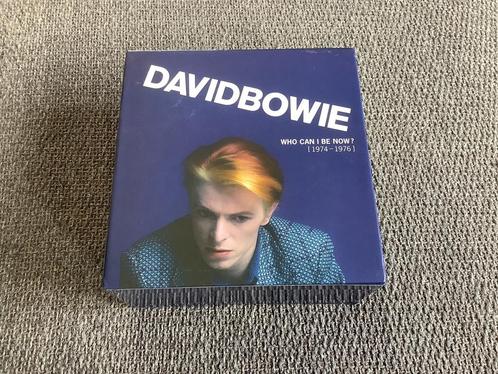 DAVIDBOWIE
WHO CAN I BE NOW?
[1974–1976]